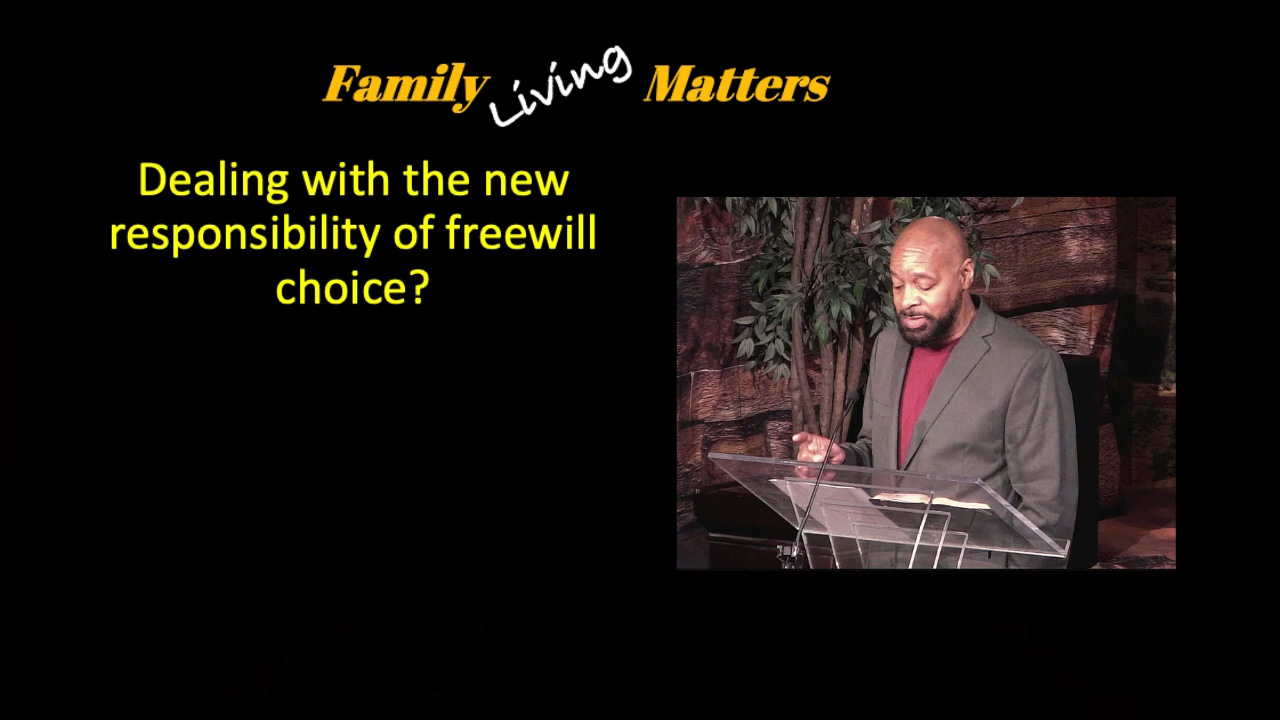 Family Living Matters
Dealing with the new
responsibility of freewill
choice?